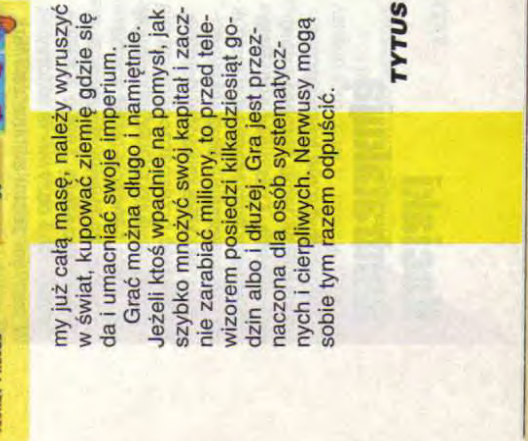 my już całą masę, należy wyruszyć
w świat, kupować ziemię gdzie się
da i umacniać swoje imperium.
Grać można długo i namiętnie.
Jeżeli ktoś wpadnie na pomysł, jak
szybko mnożyć swój kapitał i zacz-
nie zarabiać miliony, to przed tele-
wizorem posiedzi kilkadziesiąt go-
dzin albo i dłużej. Gra jest przez-
naczona dla osób systematycz-
nych i cierpliwych. Nerwusy mogą
sobie tym razem odpuścić.
TYTUS